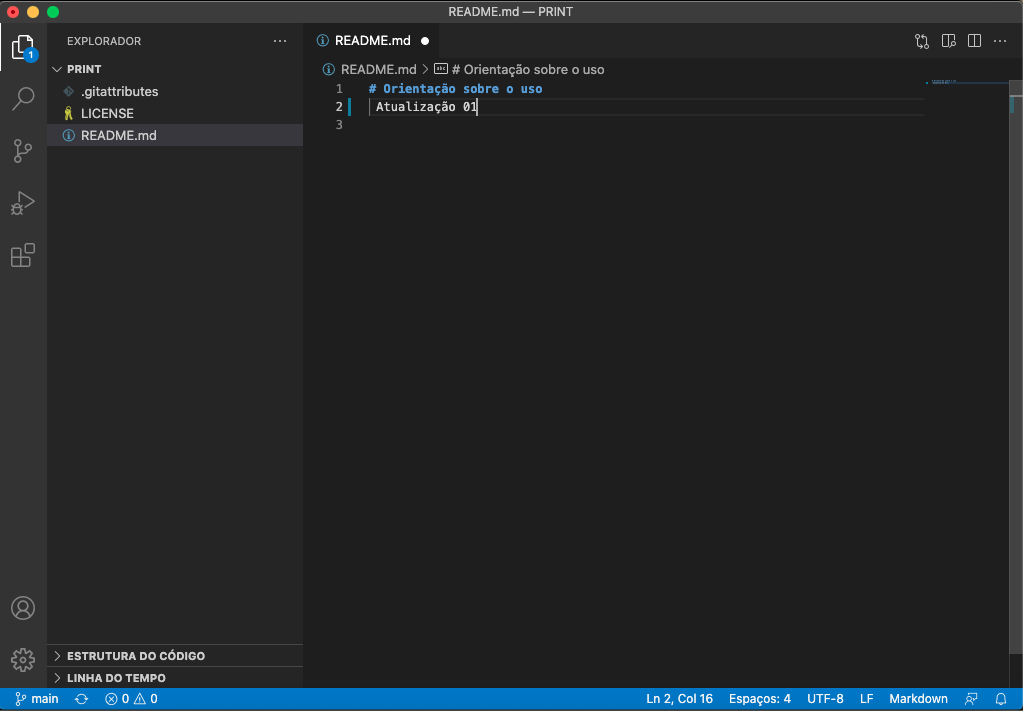 README.md — PRINT
1
EXPLORADOR
README.md
PRINT
README.md > # Orientação sobre o uso
.gitattributes
LICENSE
README.md
1 # Orientação sobre o uso
2 Atualização 01
3
ESTRUTURA DO CÓDIGO
LINHA DO TEMPO
main 0 0 Ln 2, Col 16 Espaços: 4 UTF-8 LF Markdown